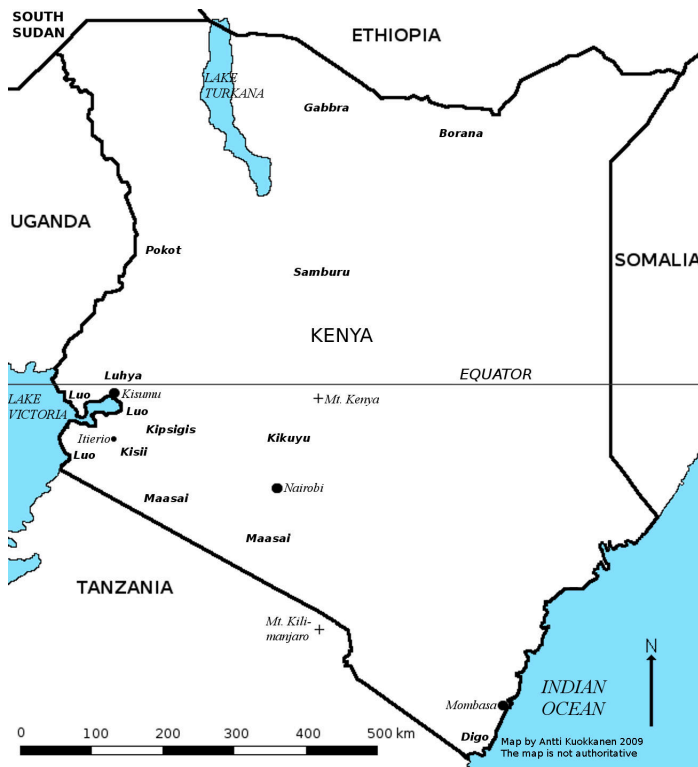 SOUTH
SUDAN
ETHIOPIA
LAKE
TURKANA
Gabbra
Borana
UGANDA
Pokot
SOMALIA
Samburu
KENYA
Luhya
EQUATOR
Luo
Kisumu
LAKE
VICTORIA
Mt. Kenya
Luo
Kipsigis
Itierio
Kisii
Kikuyu
Luo
Nairobi
Maasai
Maasai
TANZANIA
Mt. Kili-
manjaro
N
INDIAN
OCEAN
Mombasa
Digo
0 100 200 300 400 500 km
Map by Antti Kuokkanen 2009
The map is not authoritative